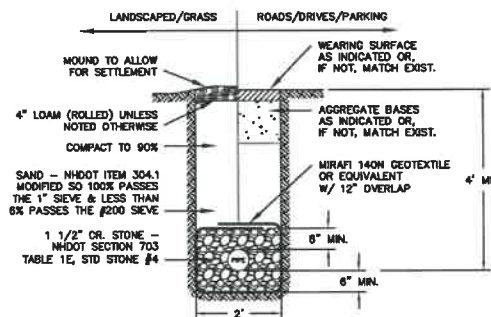 LANDSCAPED/GRASS
ROADS/DRIVES/PARKING
MOUND TO ALLOW
FOR SETTLEMENT
4" LOAM (ROLLED) UNLESS
NOTED OTHERWISE
COMPACT TO 90%
SAND – NHDOT ITEM 304.1
MODIFIED SO 100% PASSES
THE 1" SIEVE & LESS THAN
6% PASSES THE #200 SIEVE
1 1/2" CR. STONE –
NHDOT SECTION 703
TABLE 1E, STD STONE #4
WEARING SURFACE
AS INDICATED OR,
IF NOT, MATCH EXIST.
AGGREGATE BASES
AS INDICATED OR,
IF NOT, MATCH EXIST.
MIRAFI 140N GEOTEXTILE
OR EQUIVALENT
W/ 12" OVERLAP
6" MIN.
PIPE
6" MIN.
2'
4'